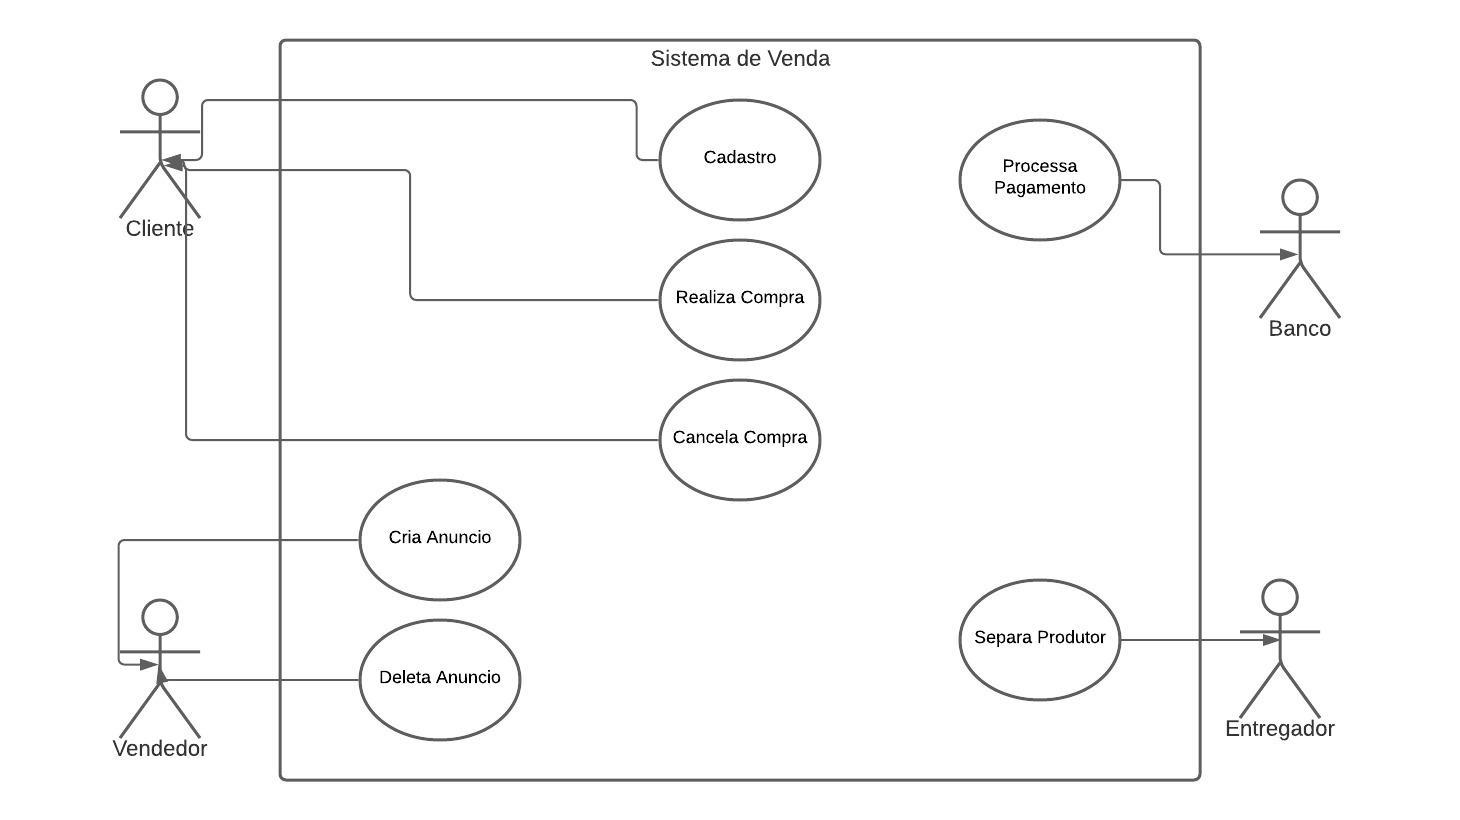 Sistema de Venda
Cadastro
Processa
Pagamento
Cliente
Realiza Compra
Banco
Cancela Compra
Cria Anuncio
Separa Produtor
Deleta Anuncio
Entregador
Vendedor